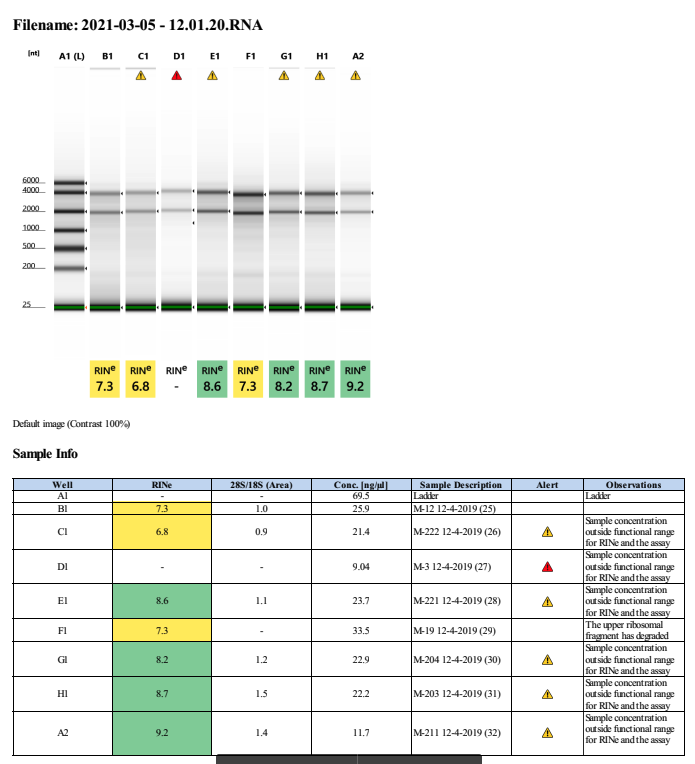 Filename: 2021-03-05 - 12.01.20.RNA
[nt] A1 (L) B1 C1 D1 E1 F1 G1 H1 A2
6000
4000
2000
1000
500
200
25
RINe RINe RINe RINe RINe RINe RINe RINe
7.3 6.8 - 8.6 7.3 8.2 8.7 9.2
Default image (Contrast 100%)
Sample Info
Well RINe 28S/18S (Area) Conc. [ng/µl] Sample Description Alert Observations
A1 - - 69.5 Ladder Ladder
B1 7.3 1.0 25.9 M-12 12-4-2019 (25)
C1 6.8 0.9 21.4 M-222 12-4-2019 (26) Sample concentration
outside functional range
for RINe and the assay
D1 - - 9.04 M-3 12-4-2019 (27) Sample concentration
outside functional range
for RINe and the assay
E1 8.6 1.1 23.7 M-221 12-4-2019 (28) Sample concentration
outside functional range
for RINe and the assay
F1 7.3 - 33.5 M-19 12-4-2019 (29) The upper ribosomal
fragment has degraded
G1 8.2 1.2 22.9 M-204 12-4-2019 (30) Sample concentration
outside functional range
for RINe and the assay
H1 8.7 1.5 22.2 M-203 12-4-2019 (31) Sample concentration
outside functional range
for RINe and the assay
A2 9.2 1.4 11.7 M-211 12-4-2019 (32) Sample concentration
outside functional range
for RINe and the assay